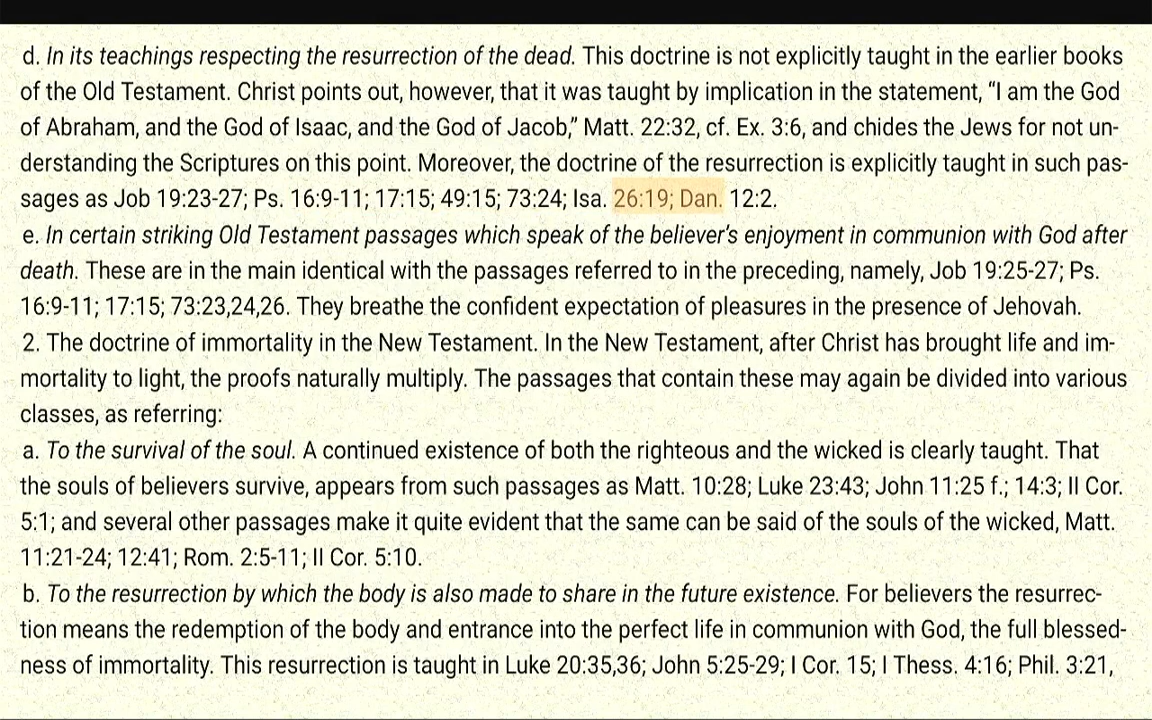 d. In its teachings respecting the resurrection of the dead. This doctrine is not explicitly taught in the earlier books
of the Old Testament. Christ points out, however, that it was taught by implication in the statement, “I am the God
of Abraham, and the God of Isaac, and the God of Jacob,” Matt. 22:32, cf. Ex. 3:6, and chides the Jews for not un-
derstanding the Scriptures on this point. Moreover, the doctrine of the resurrection is explicitly taught in such pas-
sages as Job 19:23-27; Ps. 16:9-11; 17:15; 49:15; 73:24; Isa. 26:19; Dan. 12:2.
e. In certain striking Old Testament passages which speak of the believer’s enjoyment in communion with God after
death. These are in the main identical with the passages referred to in the preceding, namely, Job 19:25-27; Ps.
16:9-11; 17:15; 73:23,24,26. They breathe the confident expectation of pleasures in the presence of Jehovah.
2. The doctrine of immortality in the New Testament. In the New Testament, after Christ has brought life and im-
mortality to light, the proofs naturally multiply. The passages that contain these may again be divided into various
classes, as referring:
a. To the survival of the soul. A continued existence of both the righteous and the wicked is clearly taught. That
the souls of believers survive, appears from such passages as Matt. 10:28; Luke 23:43; John 11:25 f.; 14:3; II Cor.
5:1; and several other passages make it quite evident that the same can be said of the souls of the wicked, Matt.
11:21-24; 12:41; Rom. 2:5-11; II Cor. 5:10.
b. To the resurrection by which the body is also made to share in the future existence. For believers the resurrec-
tion means the redemption of the body and entrance into the perfect life in communion with God, the full blessed-
ness of immortality. This resurrection is taught in Luke 20:35,36; John 5:25-29; I Cor. 15; I Thess. 4:16; Phil. 3:21,